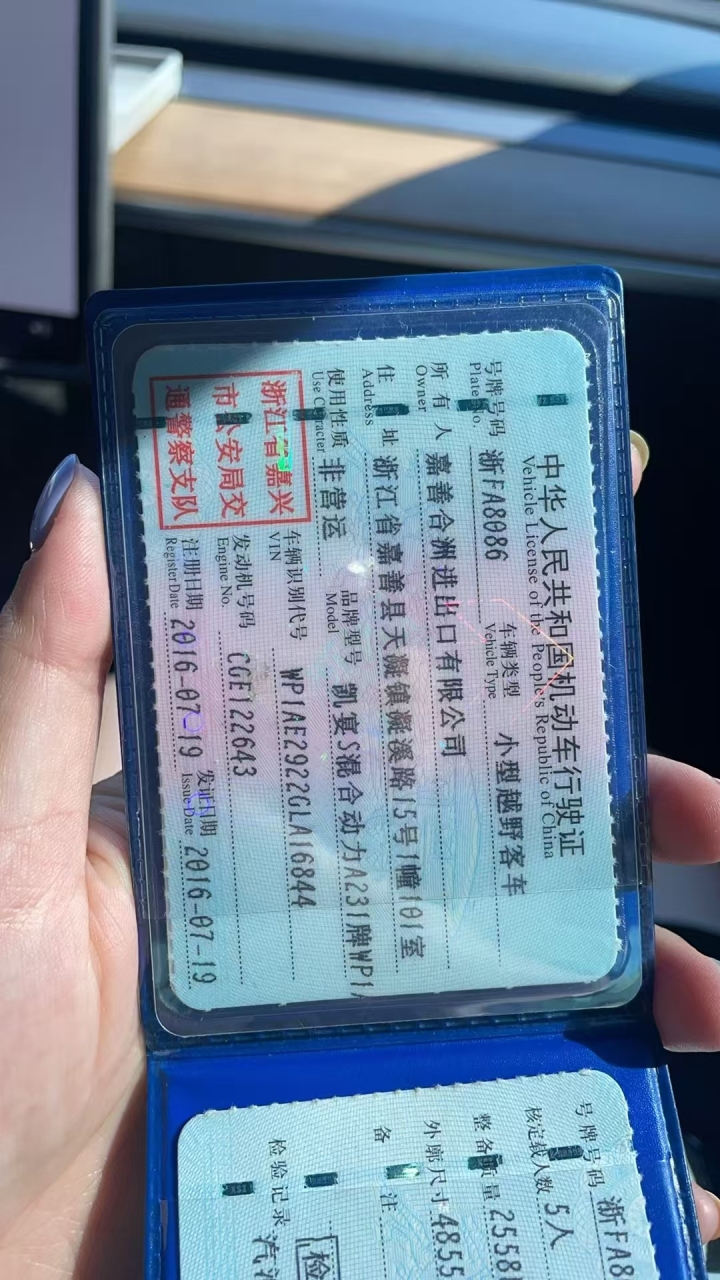 中华人民共和国机动车行驶证
Vehicle License of the People's Republic of China
号牌号码 浙FA8086 车辆类型 小型越野客车
Plate No. Vehicle Type
所有人 嘉善合洲进出口有限公司
Owner
住址 浙江省嘉善县天凝镇凝溪路15号1幢101室
Address
使用性质 非营运 品牌型号 凯宴S混合动力A231牌WP1A
Use Character Model
浙江省嘉兴
市公安局交
通警察支队
车辆识别代号 WP1AE2922GLA16844
VIN
发动机号码 CGE122643
Engine No.
注册日期 2016-07-19 发证日期 2016-07-19
Register Date Issue Date
号牌号码 浙FA8
核定载人数 5人
整备质量 2558
外廓尺寸 4855
备注
检验记录